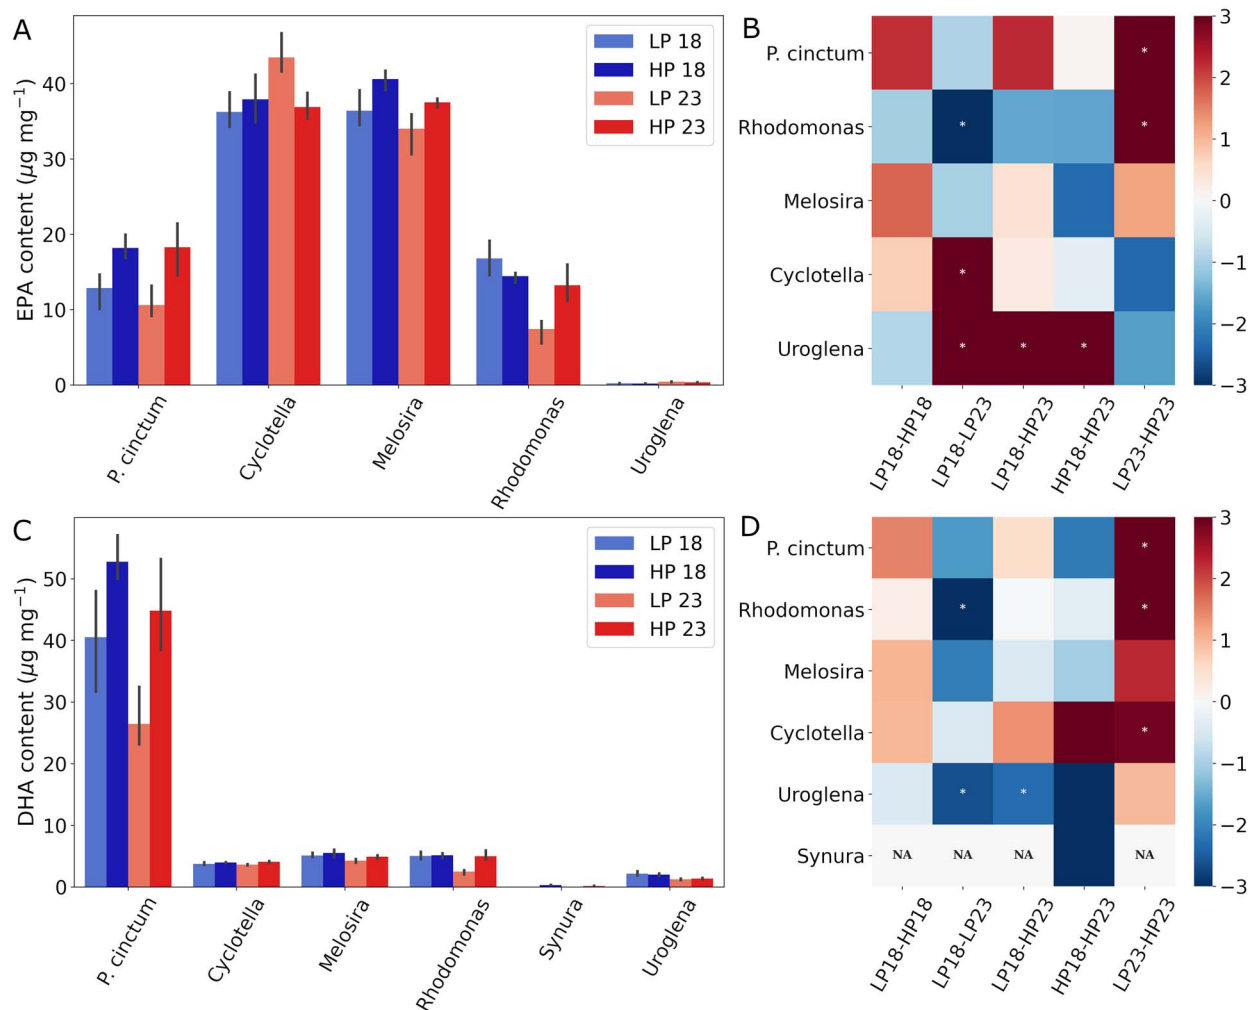 A
EPA content (µg mg⁻¹)
40
30
20
10
0
LP 18
HP 18
LP 23
HP 23
P. cinctum
Cyclotella
Melosira
Rhodomonas
Uroglena
B
P. cinctum
Rhodomonas
Melosira
Cyclotella
Uroglena
*
* *
*
* * *
LP18-HP18
LP18-LP23
LP18-HP23
HP18-HP23
LP23-HP23
3
2
1
0
−1
−2
−3
C
DHA content (µg mg⁻¹)
50
40
30
20
10
0
LP 18
HP 18
LP 23
HP 23
P. cinctum
Cyclotella
Melosira
Rhodomonas
Synura
Uroglena
D
P. cinctum
Rhodomonas
Melosira
Cyclotella
Uroglena
Synura
*
* *
*
* *
NA NA NA NA
LP18-HP18
LP18-LP23
LP18-HP23
HP18-HP23
LP23-HP23
3
2
1
0
−1
−2
−3